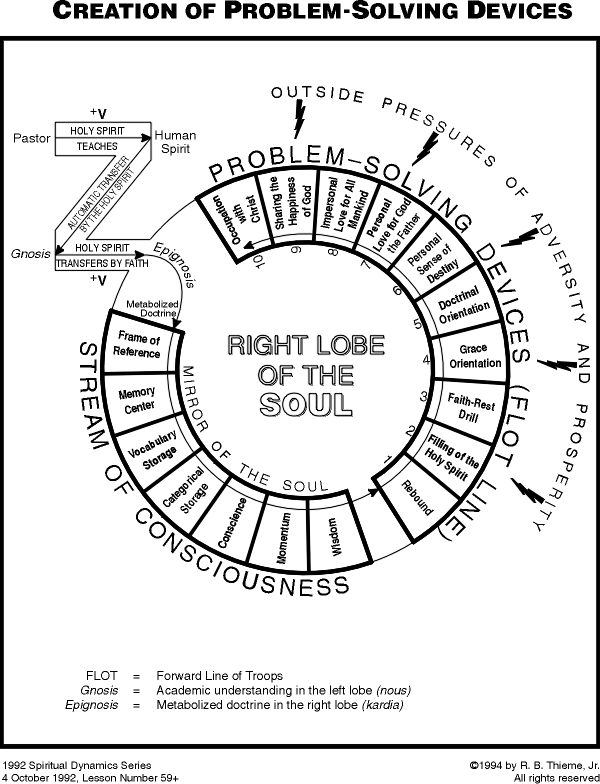 CREATION OF PROBLEM-SOLVING DEVICES
OUTSIDE PRESSURES OF ADVERSITY AND PROSPERITY
+V
Pastor
HOLY SPIRIT
TEACHES
Human
Spirit
AUTOMATIC TRANSFER
BY THE HOLY SPIRIT
Gnosis
HOLY SPIRIT
TRANSFERS BY FAITH
+V
Epignosis
Metabolized
Doctrine
PROBLEM-SOLVING DEVICES (FLOT LINE)
Occupation
with
Christ
10
Sharing the
Happiness
of God
9
Impersonal
Love for All
Mankind
8
Personal
Love for God
the Father
7
Personal
Sense of
Destiny
6
Doctrinal
Orientation
5
Grace
Orientation
4
Faith-Rest
Drill
3
Filling of the
Holy Spirit
2
Rebound
1
RIGHT LOBE
OF THE
SOUL
STREAM OF CONSCIOUSNESS
MIRROR OF THE SOUL
Frame of
Reference
Memory
Center
Vocabulary
Storage
Categorical
Storage
Conscience
Momentum
Wisdom
FLOT = Forward Line of Troops
Gnosis = Academic understanding in the left lobe (nous)
Epignosis = Metabolized doctrine in the right lobe (kardia)
1992 Spiritual Dynamics Series
4 October 1992, Lesson Number 59+
©1994 by R. B. Thieme, Jr.
All rights reserved